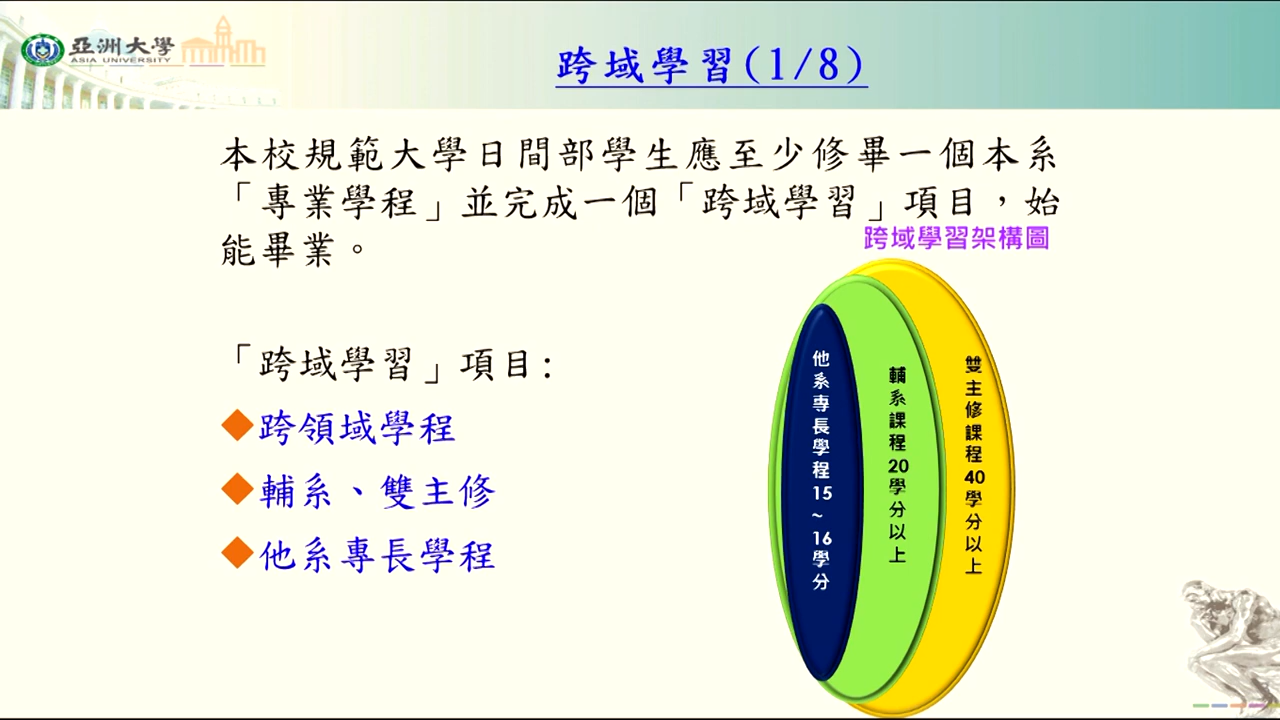 亞洲大學
ASIA UNIVERSITY
跨域學習(1/8)
本校規範大學日間部學生應至少修畢一個本系
「專業學程」並完成一個「跨域學習」項目，始
能畢業。
跨域學習架構圖
「跨域學習」項目:
跨領域學程
輔系、雙主修
他系專長學程
他系專長學程15~16學分
輔系課程20學分以上
雙主修課程40學分以上